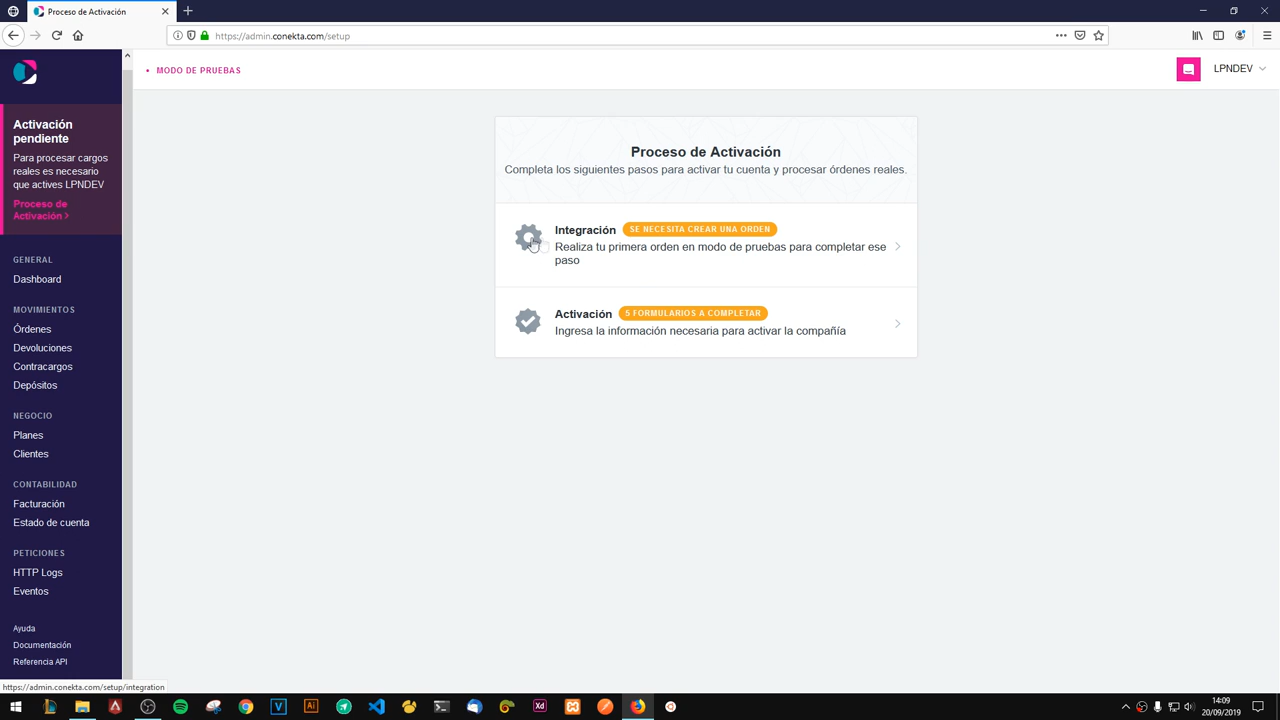 Proceso de Activación
https://admin.conekta.com/setup
Activación
pendiente
Para procesar cargos
reales es necesario
que actives LPNDEV
Proceso de
Activación >
GENERAL
Dashboard
MOVIMIENTOS
Órdenes
Devoluciones
Contracargos
Depósitos
NEGOCIO
Planes
Clientes
CONTABILIDAD
Facturación
Estado de cuenta
PETICIONES
HTTP Logs
Eventos
Ayuda
Documentación
Referencia API
• MODO DE PRUEBAS
LPNDEV
Proceso de Activación
Completa los siguientes pasos para activar tu cuenta y procesar órdenes reales.
Integración SE NECESITA CREAR UNA ORDEN
Realiza tu primera orden en modo de pruebas para completar ese
paso
Activación 5 FORMULARIOS A COMPLETAR
Ingresa la información necesaria para activar la compañía
https://admin.conekta.com/setup/integration
14:09
20/09/2019